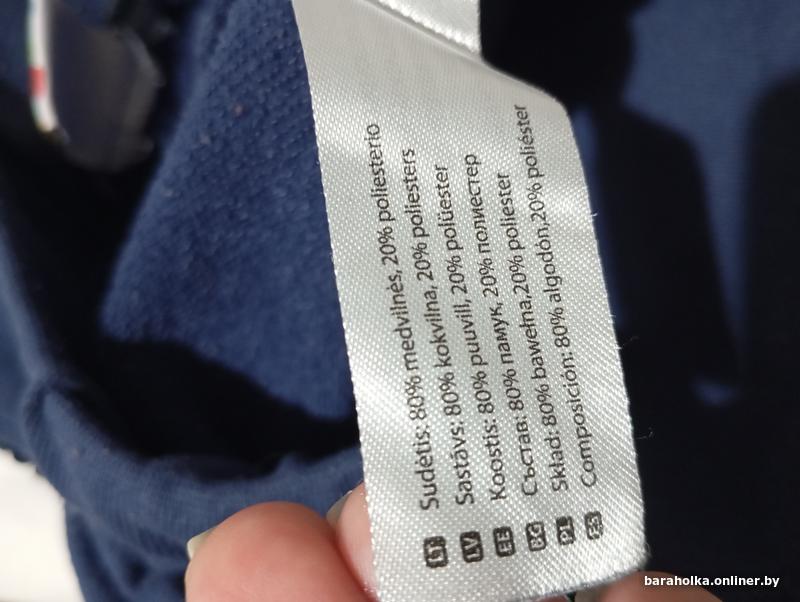 LT Sudėtis: 80% medvilnės, 20% poliesterio
LV Sastāvs: 80% kokvilna, 20% poliesters
EE Koostis: 80% puuvill, 20% polüester
BG Състав: 80% памук, 20% полиестер
PL Skład: 80% bawełna,20% poliester
ES Composición: 80% algodón,20% poliéster
baraholka.onliner.by